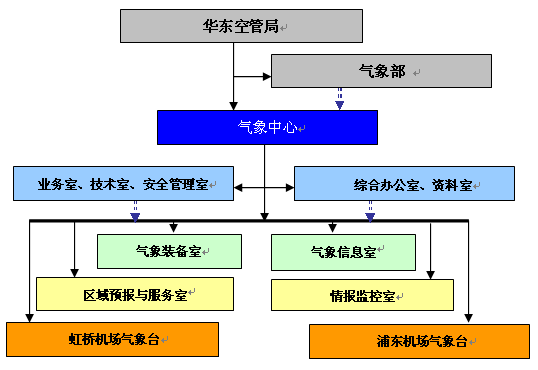 华东空管局
气象部
气象中心
业务室、技术室、安全管理室
综合办公室、资料室
气象装备室
气象信息室
区域预报与服务室
情报监控室
虹桥机场气象台
浦东机场气象台